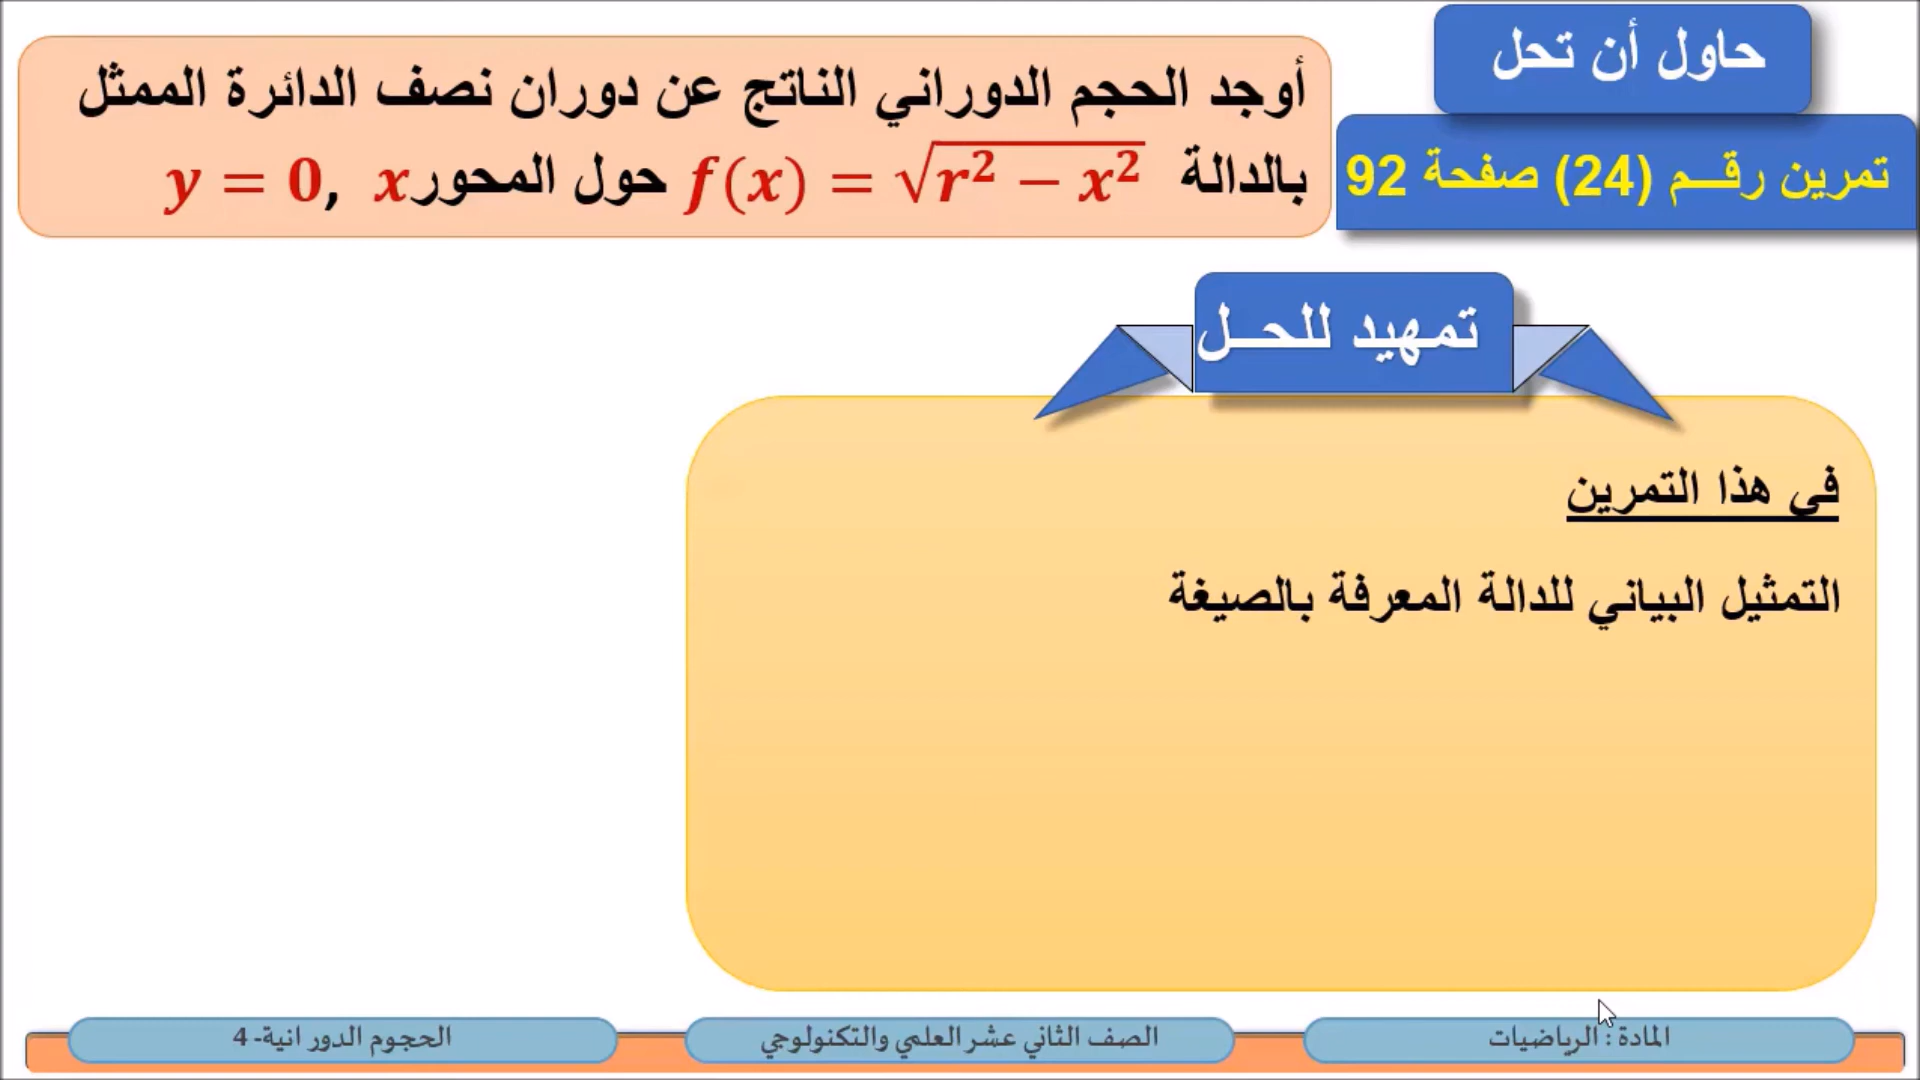 حاول أن تحل
تمرين رقـــم (24) صفحة 92
أوجد الحجم الدوراني الناتج عن دوران نصف الدائرة الممثل
بالدالة f(x) = √(r² − x²) حول المحور x ,y = 0
تمهيد للحـــل
في هذا التمرين
التمثيل البياني للدالة المعرفة بالصيغة
المادة : الرياضيات
الصف الثاني عشر العلمي والتكنولوجي
الحجوم الدورانية- 4